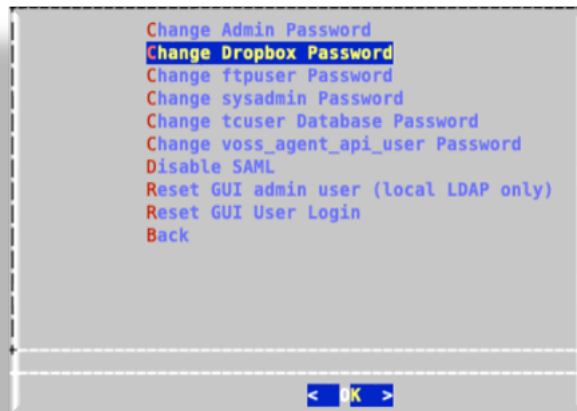 Change Admin Password
Change Dropbox Password
Change ftpuser Password
Change sysadmin Password
Change tcuser Database Password
Change voss_agent_api_user Password
Disable SAML
Reset GUI admin user (local LDAP only)
Reset GUI User Login
Back
< OK >